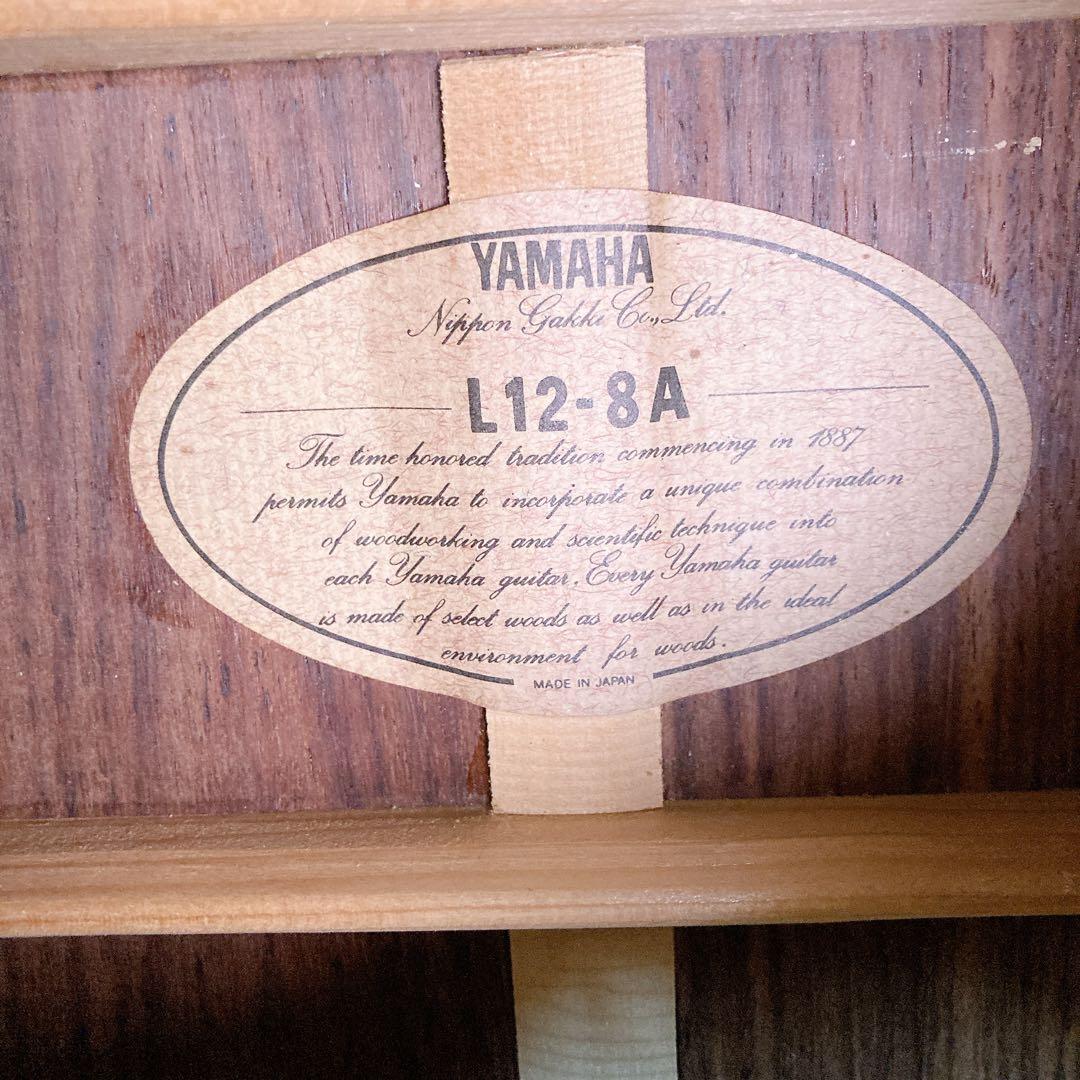 YAMAHA
Nippon Gakki Co., Ltd.
L12-8A
The time honored tradition commencing in 1887
permits Yamaha to incorporate a unique combination
of woodworking and scientific technique into
each Yamaha guitar. Every Yamaha guitar
is made of select woods as well as in the ideal
environment for woods.
MADE IN JAPAN